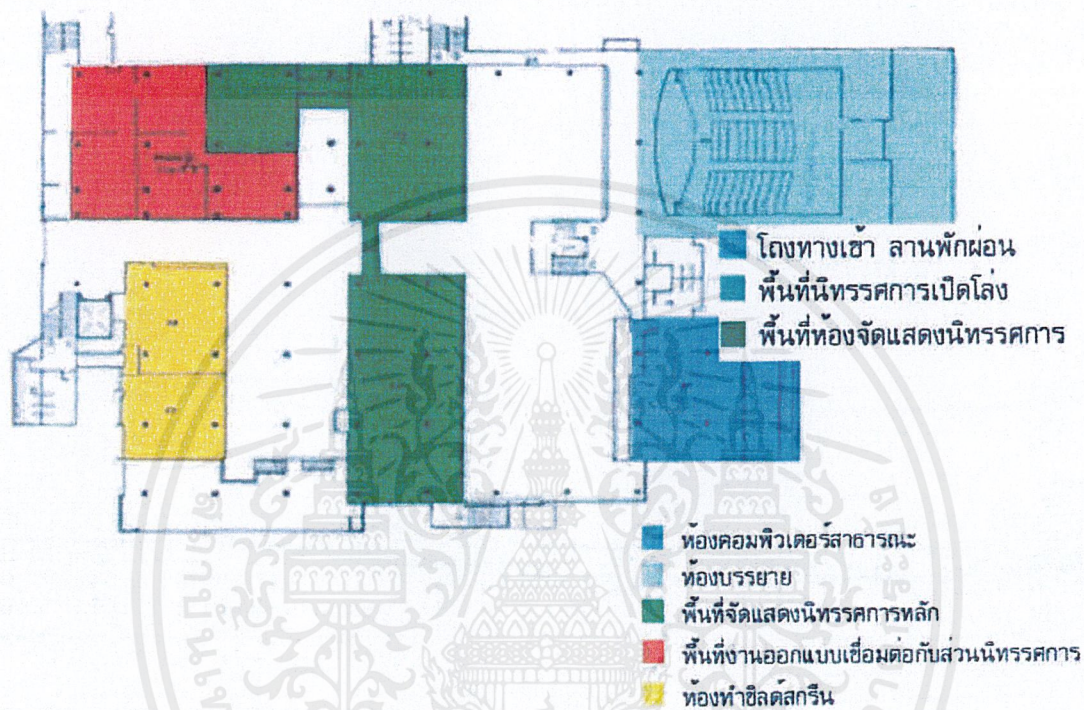 โถงทางเข้า ลานพักผ่อน
พื้นที่นิทรรศการเปิดโล่ง
พื้นที่ห้องจัดแสดงนิทรรศการ
ห้องคอมพิวเตอร์สาธารณะ
ห้องบรรยาย
พื้นที่จัดแสดงนิทรรศการหลัก
พื้นที่งานออกแบบเชื่อมต่อกับส่วนนิทรรศการ
ห้องทำซิลด์สกรีน